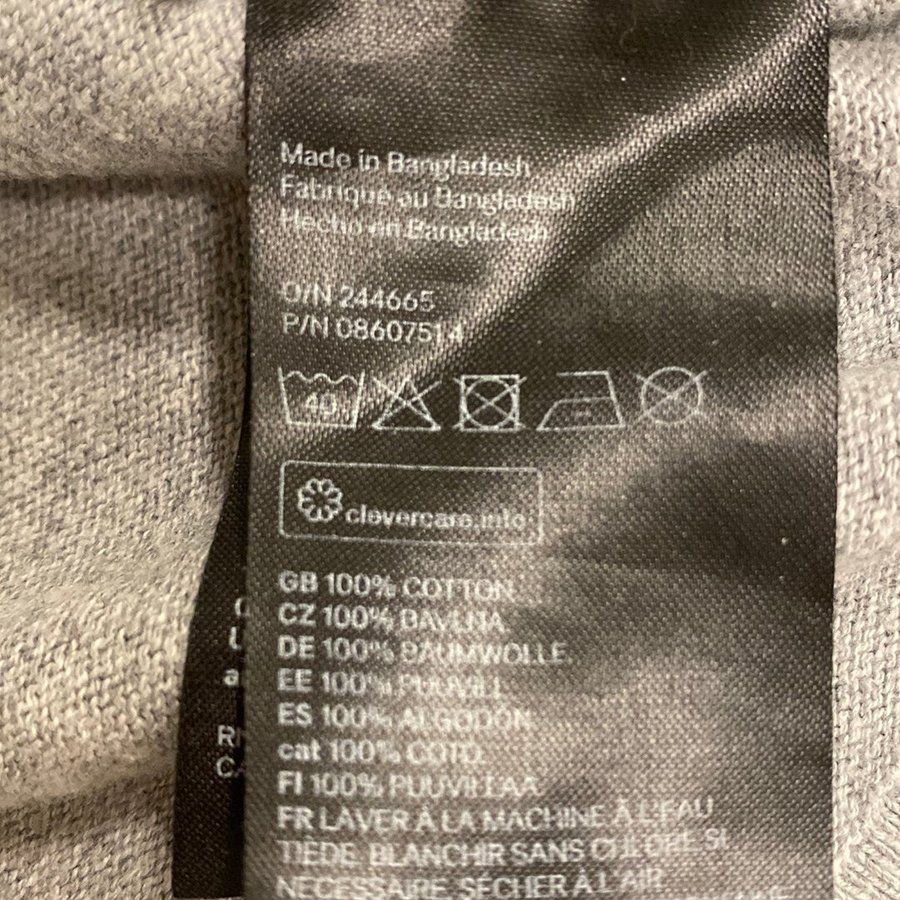 Made in Bangladesh
Fabriqué au Bangladesh
Hecho en Bangladesh
O/N 244665
P/N 08607514
40
clevercare.info
GB 100% COTTON
CZ 100% BAVLNA
DE 100% BAUMWOLLE
EE 100% PUUVILL
ES 100% ALGODÓN
cat 100% COTÓ
FI 100% PUUVILLAA
FR LAVER À LA MACHINE À L'EAU
TIÈDE. BLANCHIR SANS CHLORE SI
NÉCESSAIRE. SÉCHER À L'AIR
RN
CA